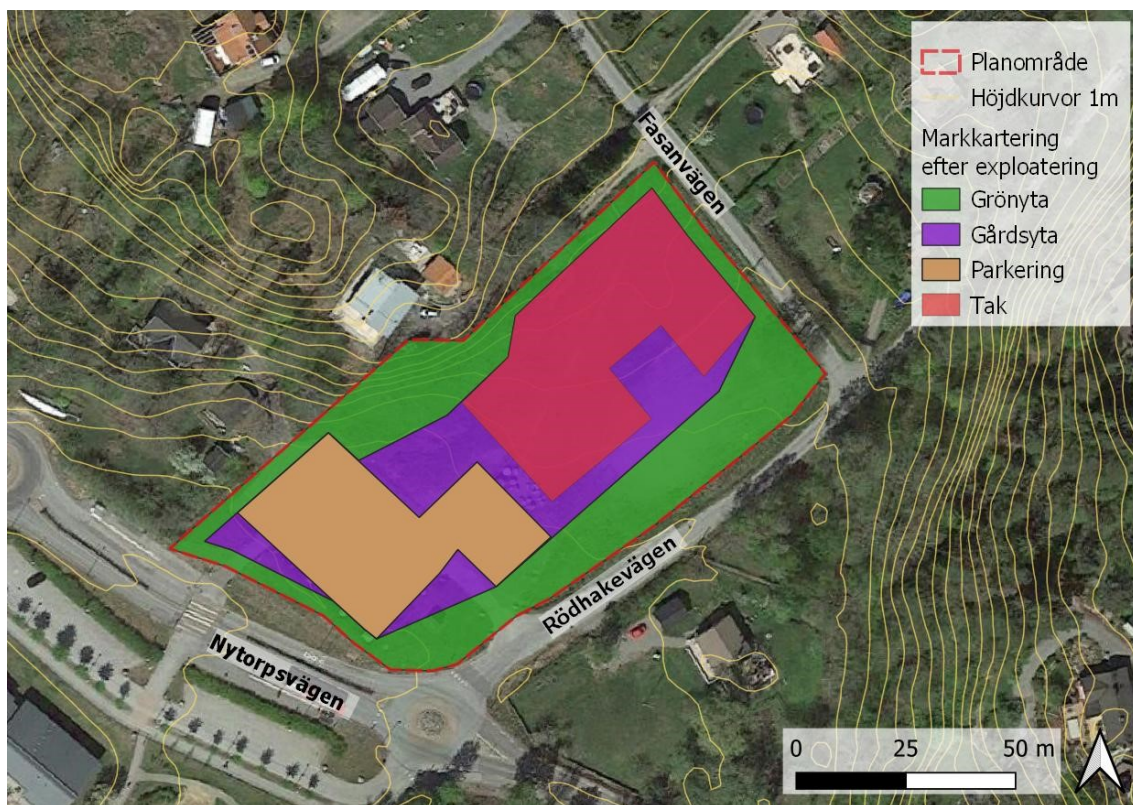 Planområde
Höjdkurvor 1m
Markkartering
efter exploatering
Grönyta
Gårdsyta
Parkering
Tak
Fasanvägen
Rödhakevägen
Nytorpsvägen
0 25 50 m